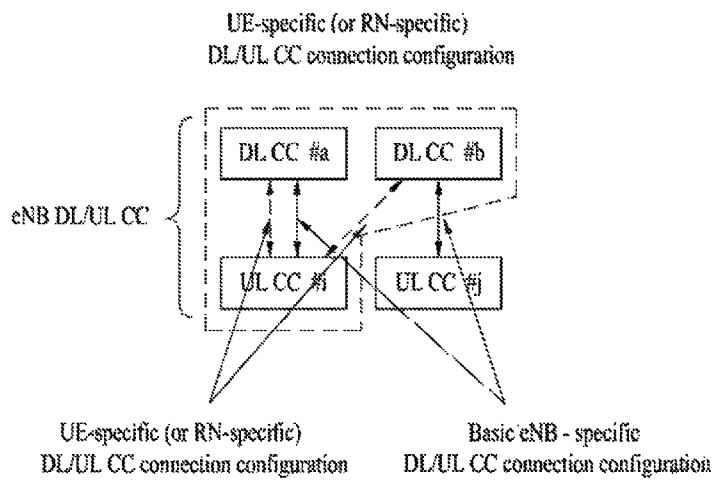 UE-specific (or RN-specific)
DL/UL CC connection configuration
DL CC #a
DL CC #b
eNB DL/UL CC
UL CC #i
UL CC #j
UE-specific (or RN-specific)
DL/UL CC connection configuration
Basic eNB - specific
DL/UL CC connection configuration